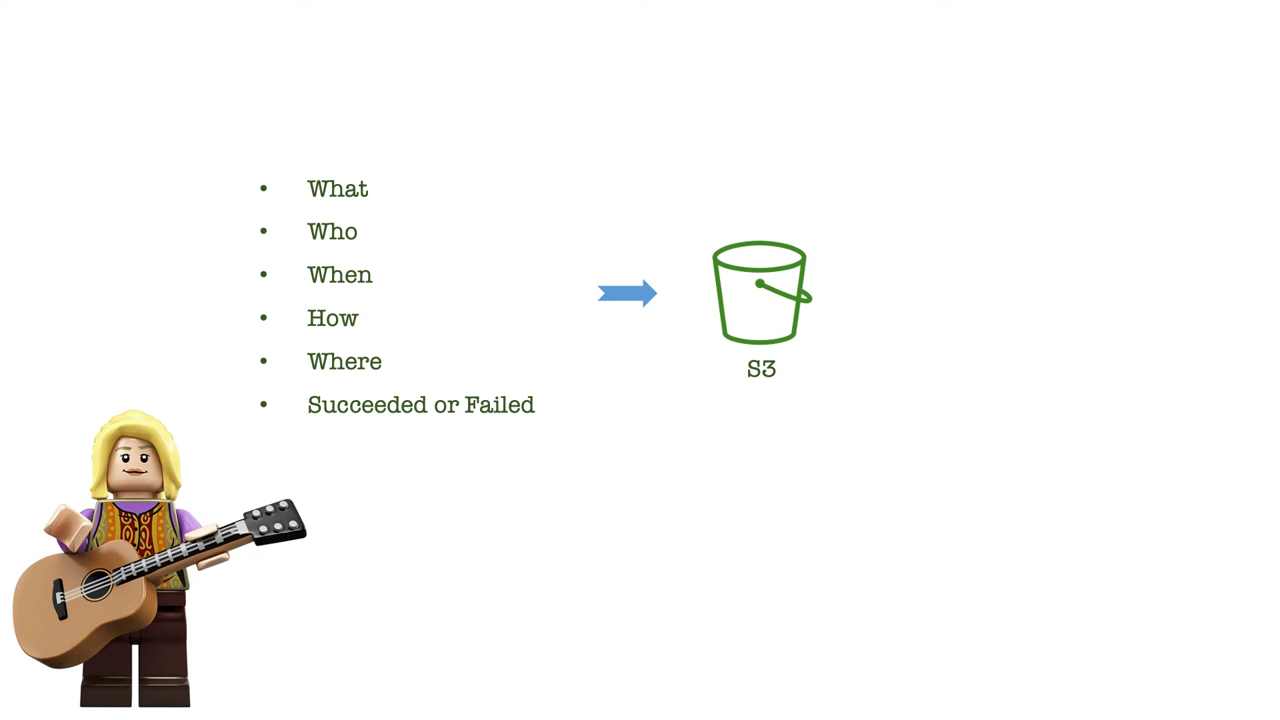 • What
• Who
• When
• How
• Where
• Succeeded or Failed
S3